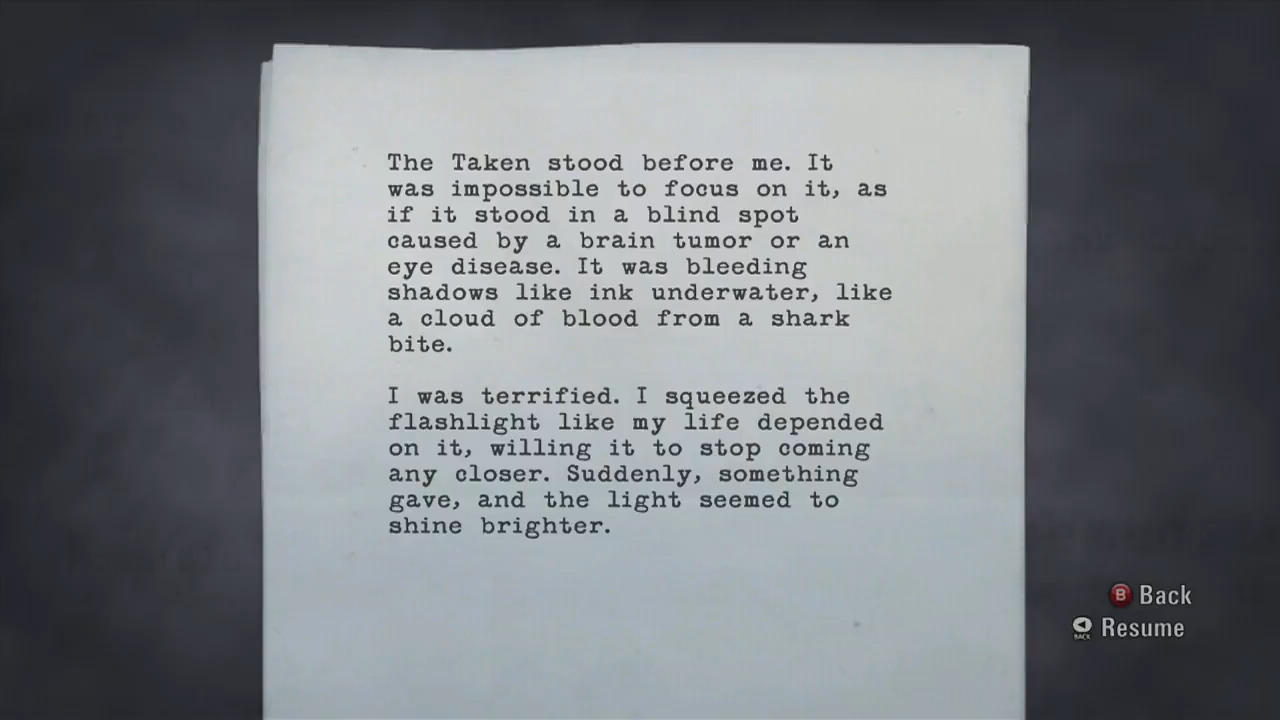 The Taken stood before me. It
was impossible to focus on it, as
if it stood in a blind spot
caused by a brain tumor or an
eye disease. It was bleeding
shadows like ink underwater, like
a cloud of blood from a shark
bite.
I was terrified. I squeezed the
flashlight like my life depended
on it, willing it to stop coming
any closer. Suddenly, something
gave, and the light seemed to
shine brighter.
B Back
BACK Resume